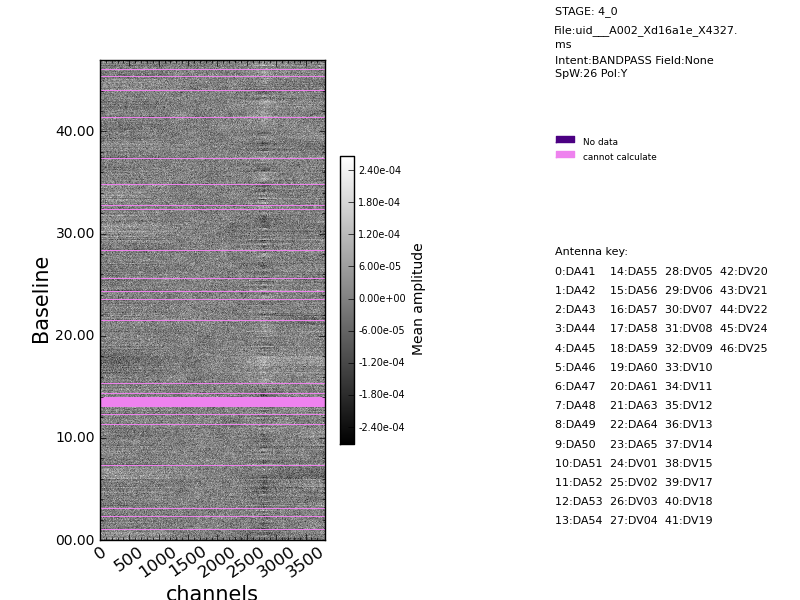 STAGE: 4_0
File:uid___A002_Xd16a1e_X4327.
ms
Intent:BANDPASS Field:None
SpW:26 Pol:Y
No data
cannot calculate
40.00
30.00
20.00
10.00
00.00
Baseline
0 500 1000 1500 2000 2500 3000 3500
channels
2.40e-04
1.80e-04
1.20e-04
6.00e-05
0.00e+00
-6.00e-05
-1.20e-04
-1.80e-04
-2.40e-04
Mean amplitude
Antenna key:
0:DA41 14:DA55 28:DV05 42:DV20
1:DA42 15:DA56 29:DV06 43:DV21
2:DA43 16:DA57 30:DV07 44:DV22
3:DA44 17:DA58 31:DV08 45:DV24
4:DA45 18:DA59 32:DV09 46:DV25
5:DA46 19:DA60 33:DV10
6:DA47 20:DA61 34:DV11
7:DA48 21:DA63 35:DV12
8:DA49 22:DA64 36:DV13
9:DA50 23:DA65 37:DV14
10:DA51 24:DV01 38:DV15
11:DA52 25:DV02 39:DV17
12:DA53 26:DV03 40:DV18
13:DA54 27:DV04 41:DV19